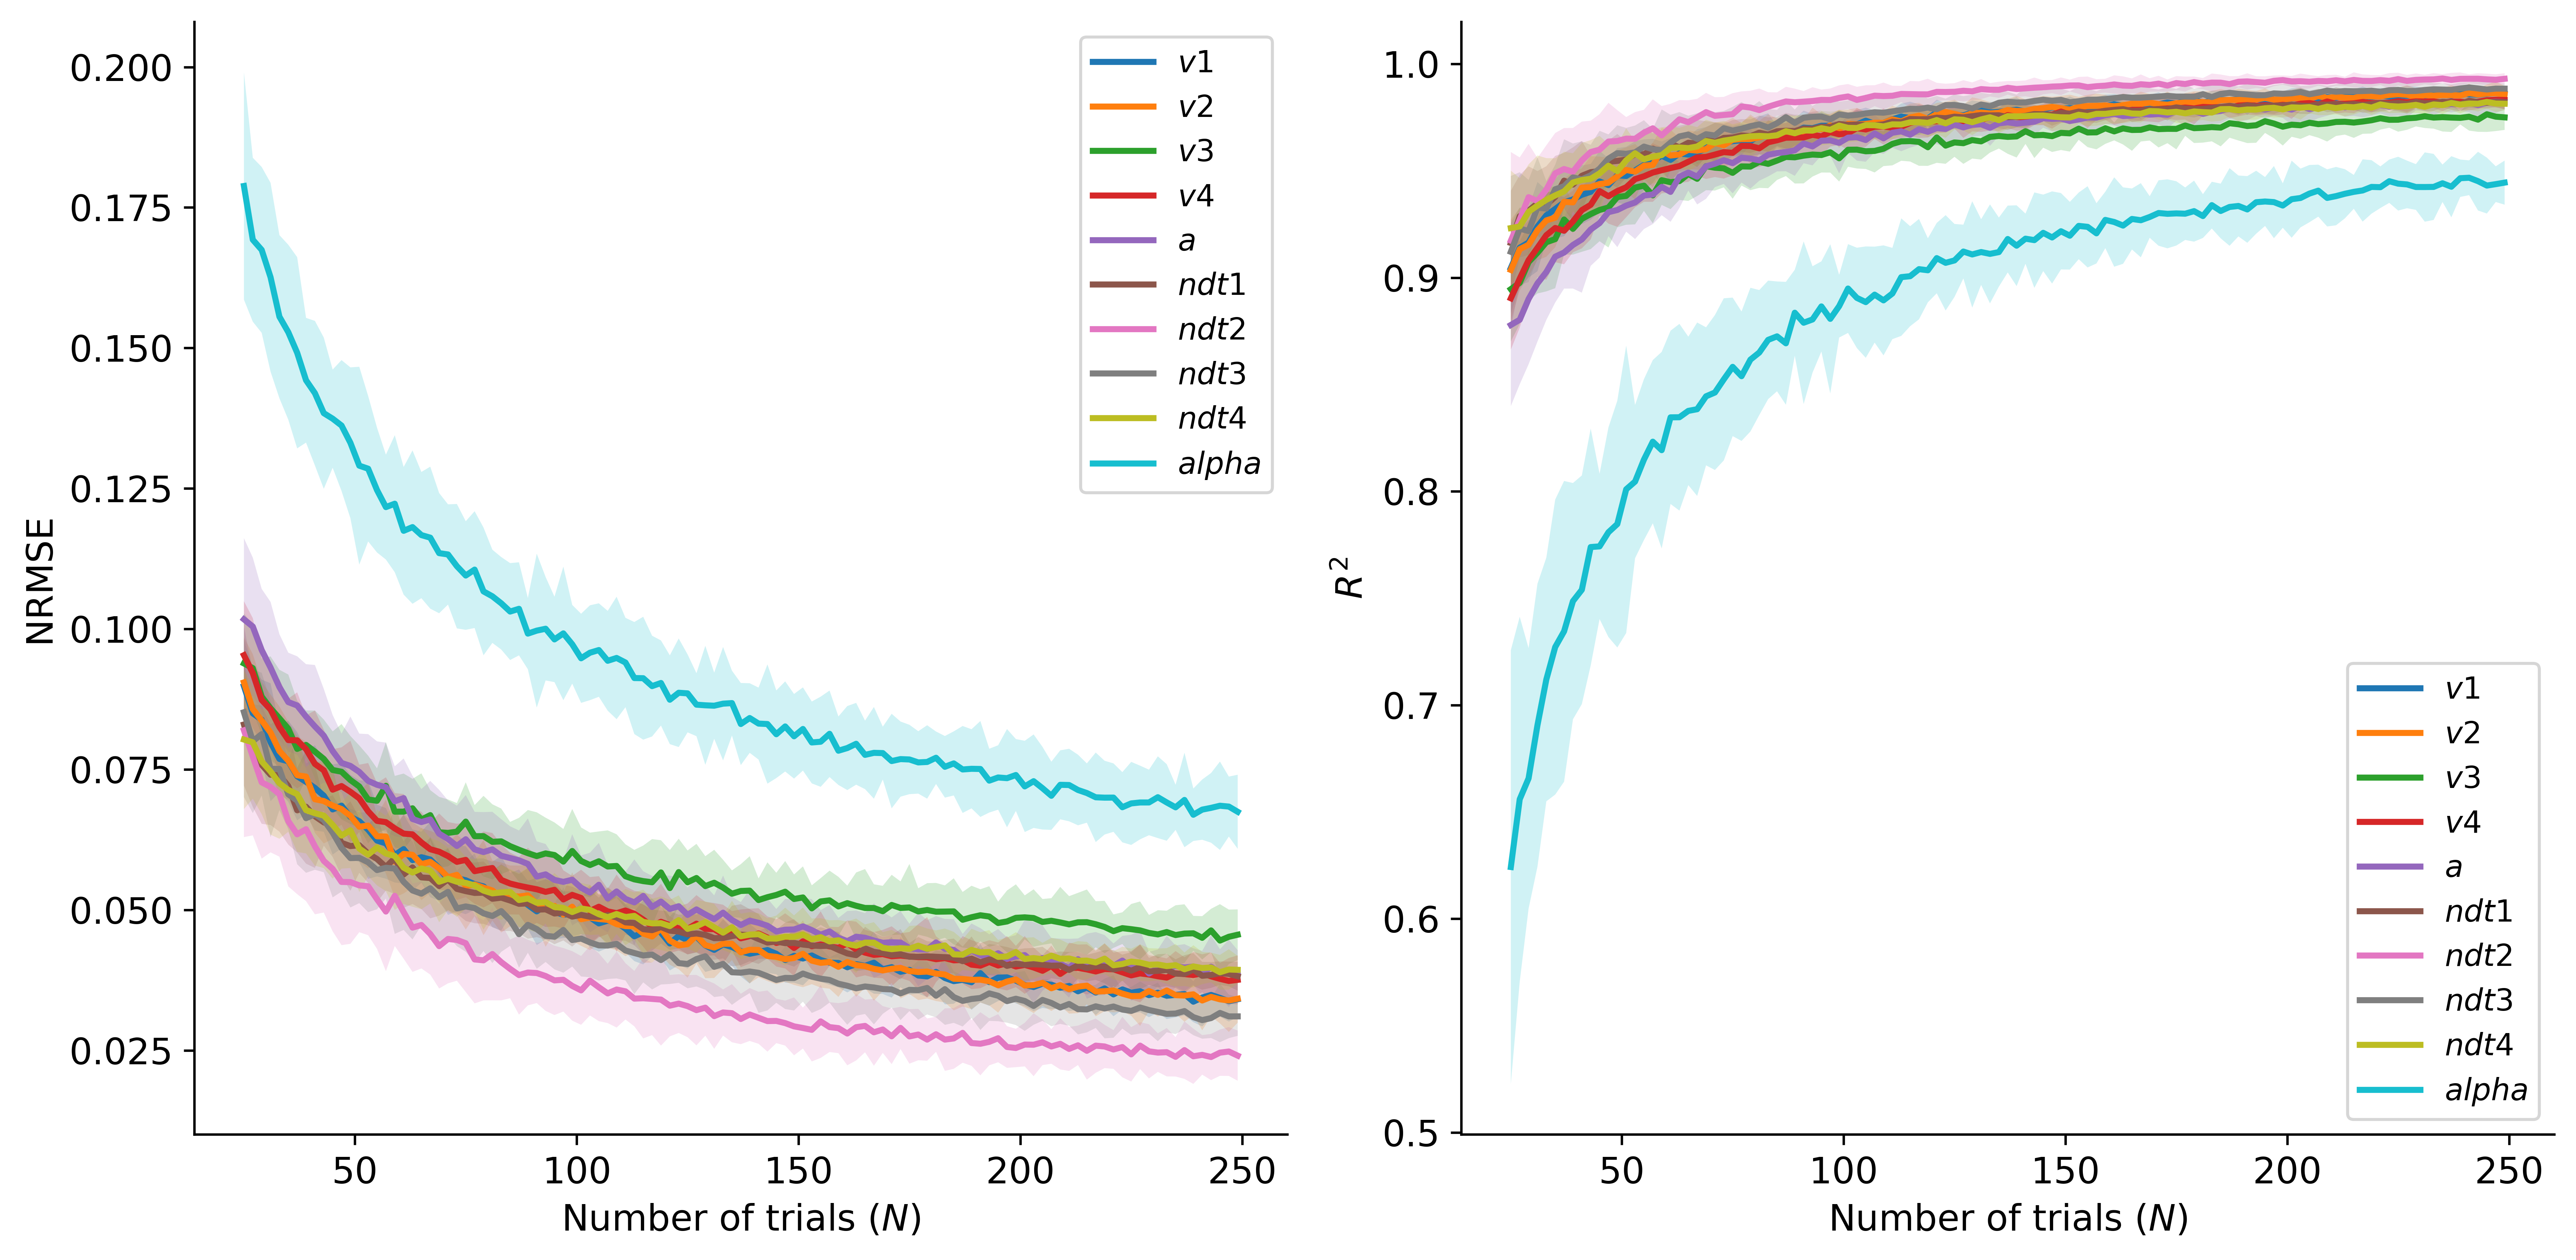 0.200
0.175
0.150
0.125
0.100
0.075
0.050
0.025
NRMSE
50 100 150 200 250
Number of trials (N)
v1
v2
v3
v4
a
ndt1
ndt2
ndt3
ndt4
alpha
1.0
0.9
0.8
0.7
0.6
0.5
R²
50 100 150 200 250
Number of trials (N)
v1
v2
v3
v4
a
ndt1
ndt2
ndt3
ndt4
alpha